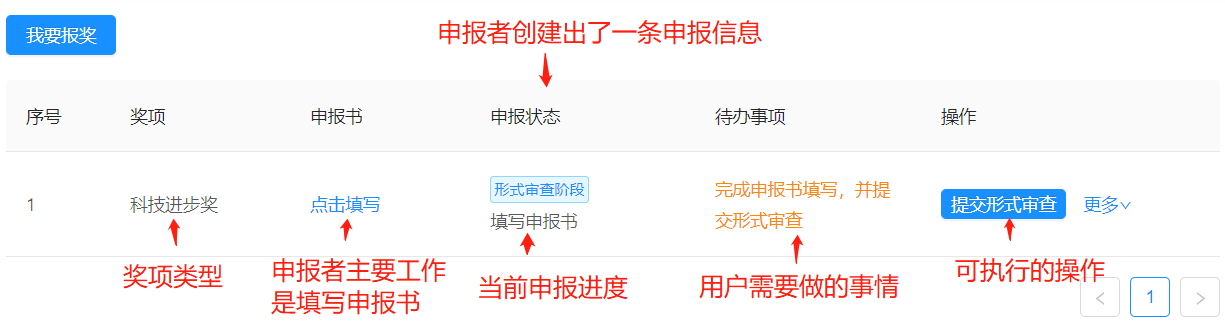 我要报奖
申报者创建出了一条申报信息
序号 奖项 申报书 申报状态 待办事项 操作
1 科技进步奖 点击填写 形式审查阶段
填写申报书
完成申报书填写，并提
交形式审查
提交形式审查 更多
奖项类型
申报者主要工作
是填写申报书
当前申报进度
用户需要做的事情
可执行的操作
< 1 >